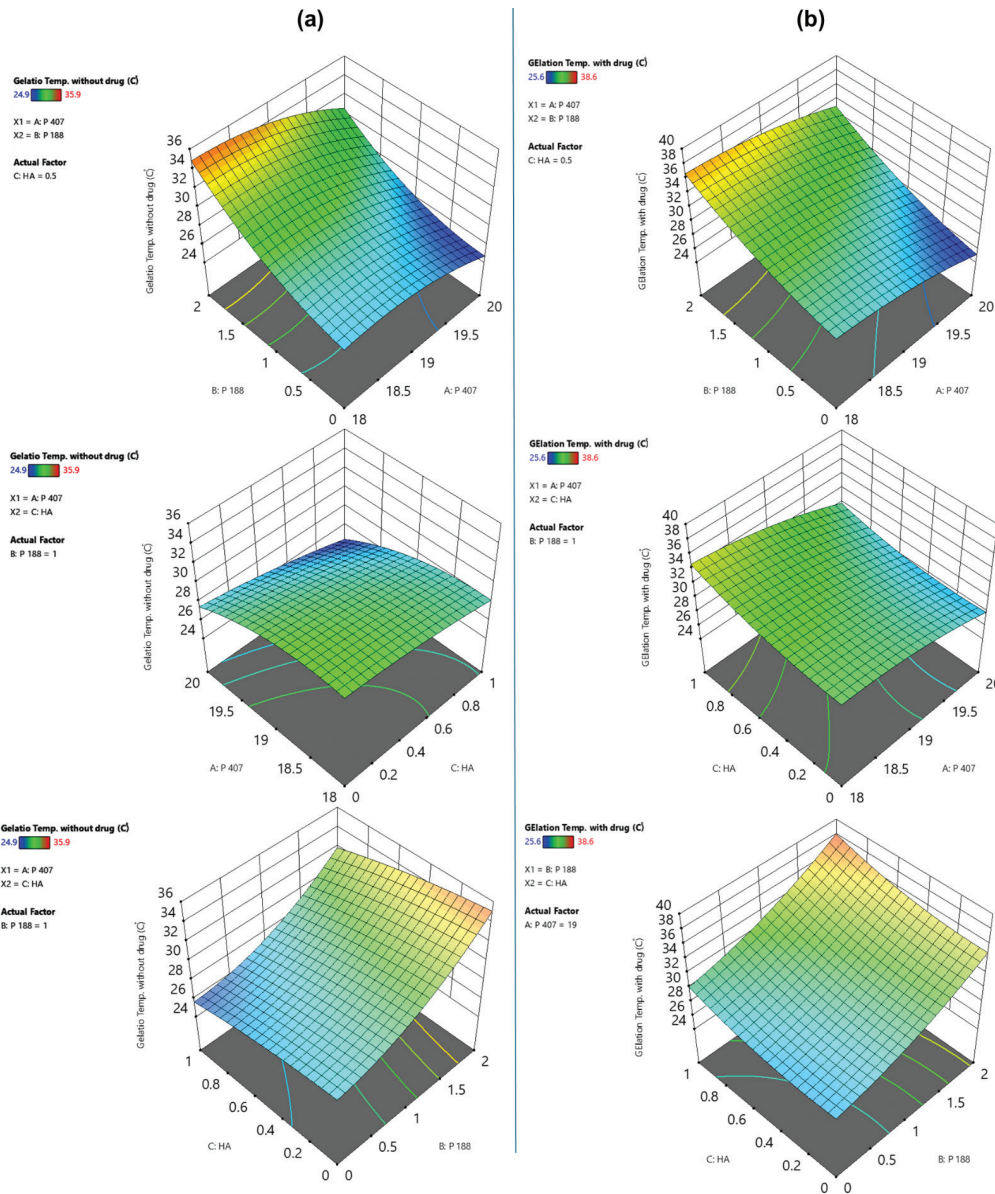 (a)
Gelatio Temp. without drug (C)
24.9 35.9
X1 = A: P 407
X2 = B: P 188
Actual Factor
C: HA = 0.5
Gelatio Temp. without drug (C)
36
34
32
30
28
26
24
2
1.5
1
0.5
0
B: P 188
18
18.5
19
19.5
20
A: P 407
(b)
GElation Temp. with drug (C)
25.6 38.6
X1 = A: P 407
X2 = B: P 188
Actual Factor
C: HA = 0.5
GElation Temp. with drug (C)
40
38
36
34
32
30
28
26
24
2
1.5
1
0.5
0
B: P 188
18
18.5
19
19.5
20
A: P 407
Gelatio Temp. without drug (C)
24.9 35.9
X1 = A: P 407
X2 = C: HA
Actual Factor
B: P 188 = 1
Gelatio Temp. without drug (C)
36
34
32
30
28
26
24
20
19.5
19
18.5
18
A: P 407
0
0.2
0.4
0.6
0.8
1
C: HA
GElation Temp. with drug (C)
25.6 38.6
X1 = A: P 407
X2 = C: HA
Actual Factor
B: P 188 = 1
GElation Temp. with drug (C)
40
38
36
34
32
30
28
26
24
1
0.8
0.6
0.4
0.2
0
C: HA
18
18.5
19
19.5
20
A: P 407
Gelatio Temp. without drug (C)
24.9 35.9
X1 = A: P 407
X2 = C: HA
Actual Factor
B: P 188 = 1
Gelatio Temp. without drug (C)
36
34
32
30
28
26
24
1
0.8
0.6
0.4
0.2
0
C: HA
0
0.5
1
1.5
2
B: P 188
GElation Temp. with drug (C)
25.6 38.6
X1 = B: P 188
X2 = C: HA
Actual Factor
A: P 407 = 19
GElation Temp. with drug (C)
40
38
36
34
32
30
28
26
24
1
0.8
0.6
0.4
0.2
0
C: HA
0
0.5
1
1.5
2
B: P 188